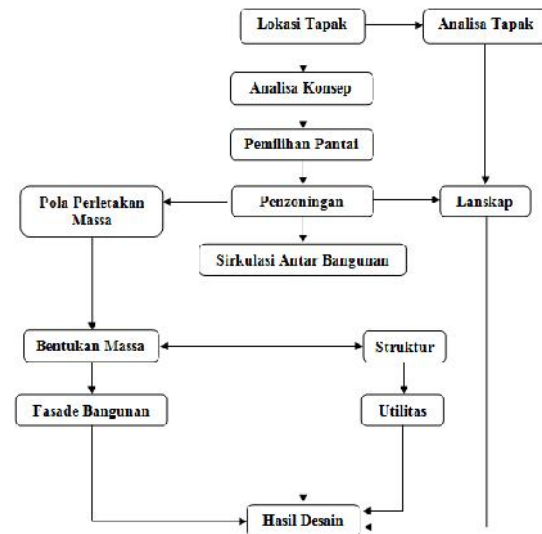 Lokasi Tapak
Analisa Tapak
Analisa Konsep
Pemilihan Pantai
Pola Perletakan
Massa
Penzoningan
Lanskap
Sirkulasi Antar Bangunan
Bentukan Massa
Struktur
Fasade Bangunan
Utilitas
Hasil Desain